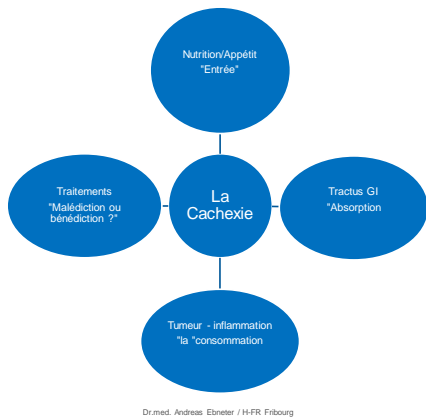 Nutrition/Appétit
"Entrée"
Traitements
"Malédiction ou
bénédiction ?"
La
Cachexie
Tractus GI
"Absorption
Tumeur - inflammation
"la "consommation
Dr.med. Andreas Ebneter / H-FR Fribourg